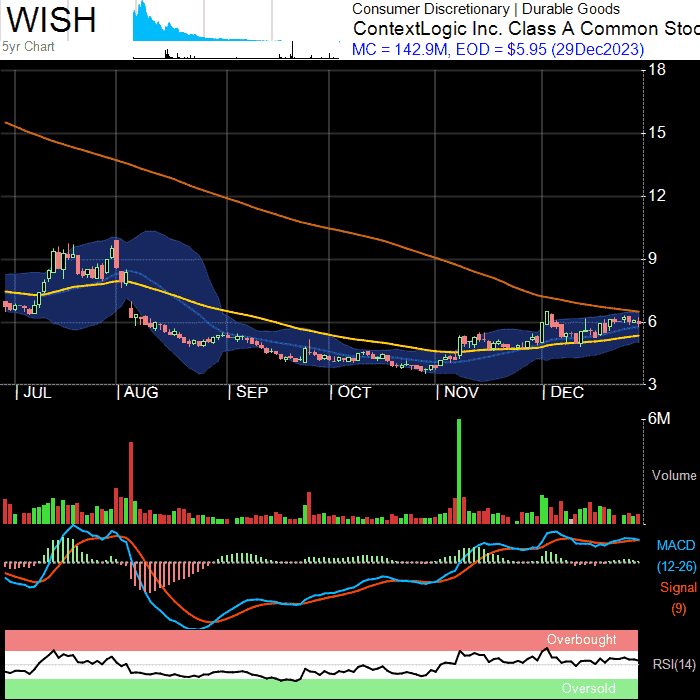 WISH
5yr Chart
Consumer Discretionary | Durable Goods
ContextLogic Inc. Class A Common Stoc
MC = 142.9M, EOD = $5.95 (29Dec2023)
18
15
12
9
6
3
JUL AUG SEP OCT NOV DEC
6M
Volume
MACD
(12-26)
Signal
(9)
Overbought
RSI(14)
Oversold